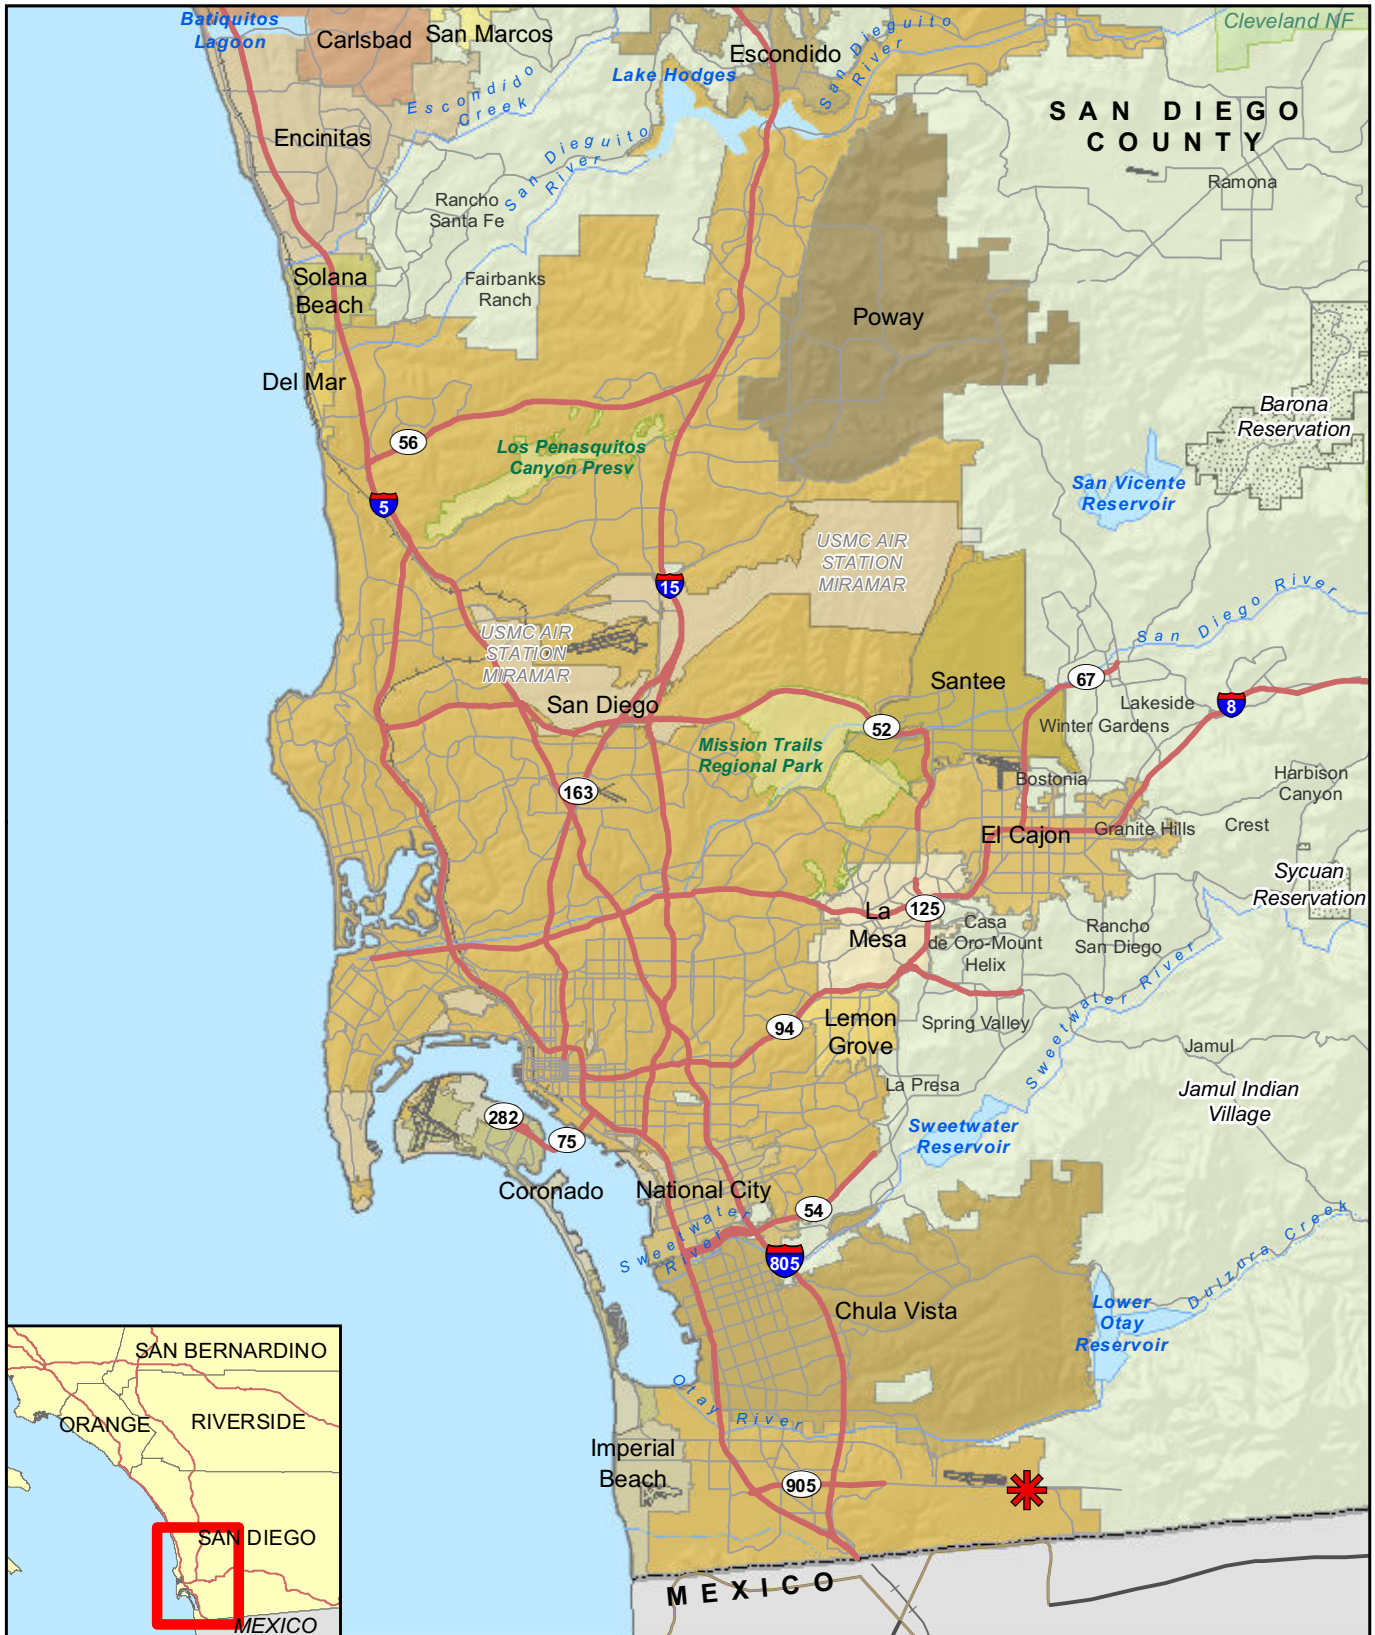 Batiquitos
Lagoon
Carlsbad
San Marcos
Escondido
Cleveland NF
San Dieguito
River
Lake Hodges
Escondido
Creek
SAN DIEGO
COUNTY
Encinitas
San Dieguito
River
Ramona
Rancho
Santa Fe
Solana
Beach
Fairbanks
Ranch
Poway
Del Mar
Barona
Reservation
56
Los Penasquitos
Canyon Presv
San Vicente
Reservoir
5
USMC AIR
STATION
MIRAMAR
15
San Diego River
USMC AIR
STATION
MIRAMAR
Santee
67
San Diego
Lakeside
8
Winter Gardens
52
Mission Trails
Regional Park
163
Bostonia
Harbison
Canyon
El Cajon
Granite Hills
Crest
Sycuan
Reservation
125
La
Mesa
Casa
de Oro-Mount
Helix
Rancho
San Diego
Sweetwater River
94
Lemon
Grove
Spring Valley
Jamul
La Presa
Jamul Indian
Village
282
75
Sweetwater
Reservoir
Coronado
National City
54
Sweetwater
River
805
Dulzura Creek
Chula Vista
Lower
Otay
Reservoir
Otay River
Imperial
Beach
905
MEXICO
SAN BERNARDINO
ORANGE
RIVERSIDE
SAN DIEGO
MEXICO